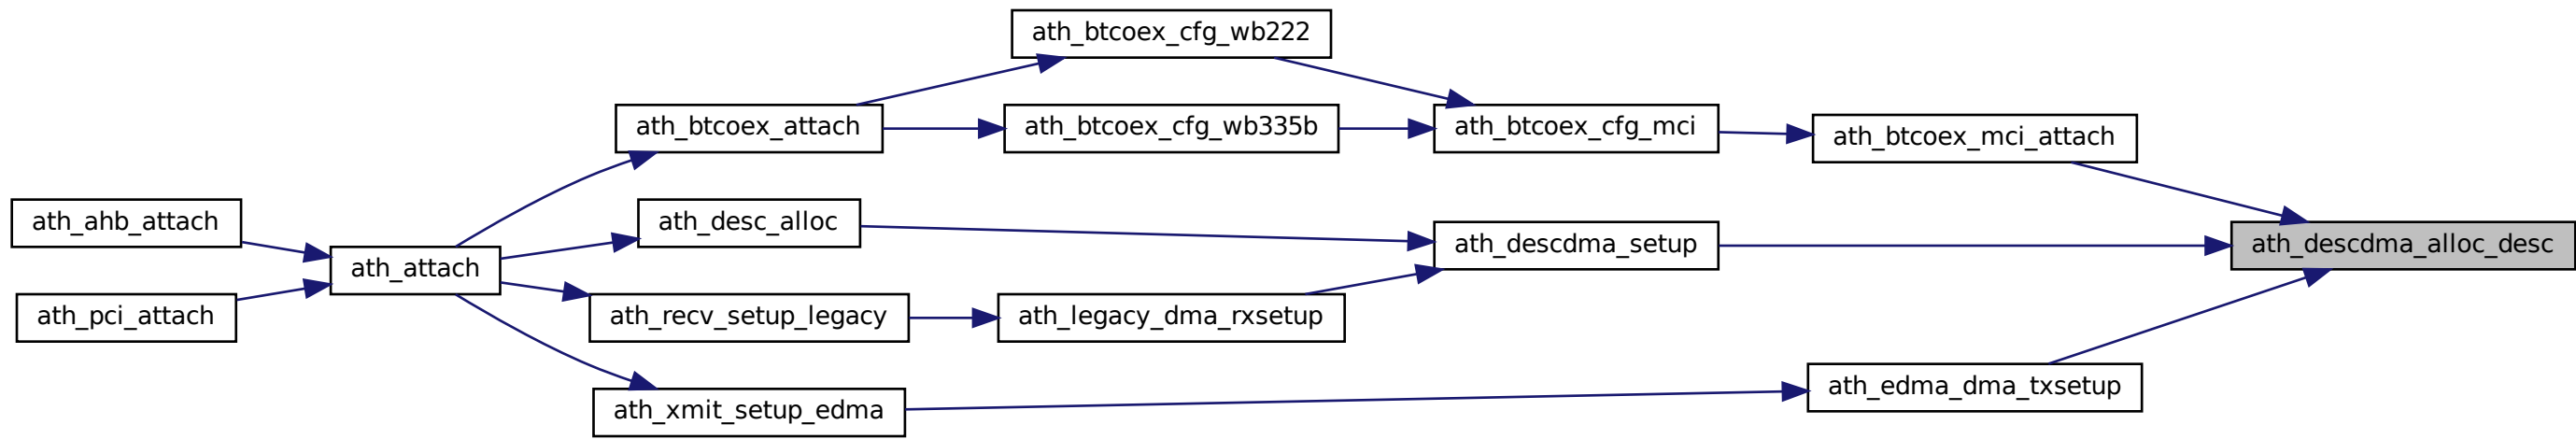 ath_btcoex_cfg_wb222
ath_btcoex_attach
ath_btcoex_cfg_wb335b
ath_btcoex_cfg_mci
ath_btcoex_mci_attach
ath_ahb_attach
ath_desc_alloc
ath_descdma_setup
ath_descdma_alloc_desc
ath_attach
ath_pci_attach
ath_recv_setup_legacy
ath_legacy_dma_rxsetup
ath_edma_dma_txsetup
ath_xmit_setup_edma